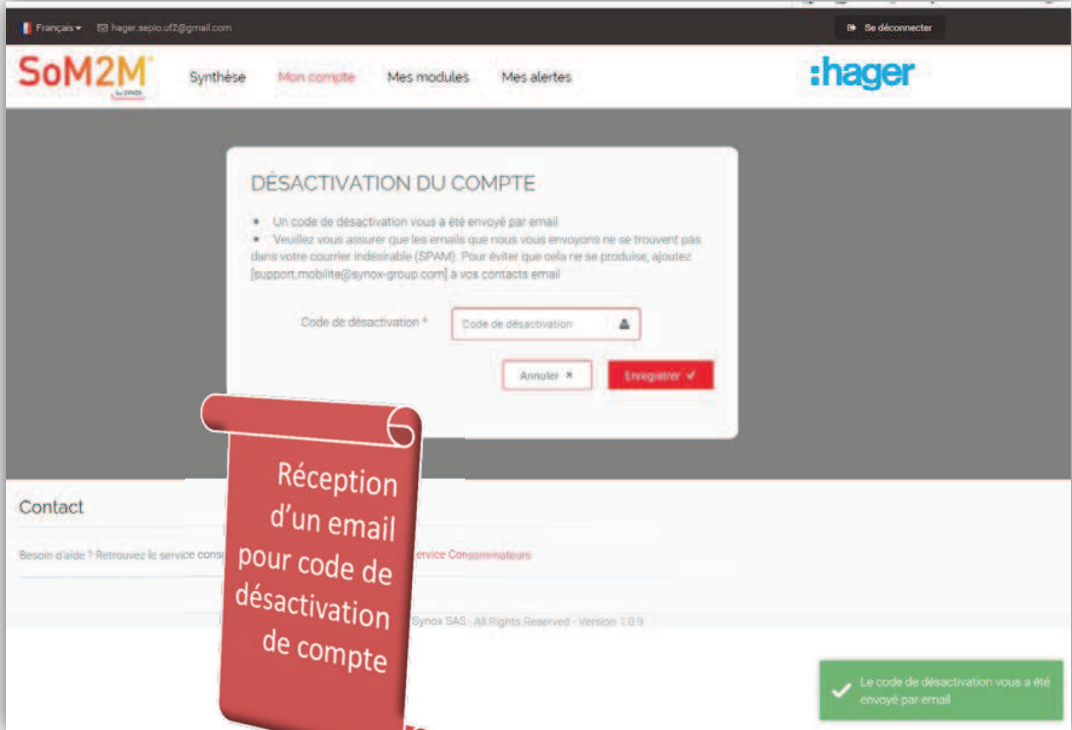 Français hager.sepio.uf2@gmail.com Se déconnecter
SoM2M by SYNOX Synthèse Mon compte Mes modules Mes alertes :hager
DÉSACTIVATION DU COMPTE
Un code de désactivation vous a été envoyé par email
Veuillez vous assurer que les emails que nous vous envoyons ne se trouvent pas
dans votre courrier indésirable (SPAM). Pour éviter que cela ne se produise, ajoutez
[support.mobilite@synox-group.com] à vos contacts email
Code de désactivation * Code de désactivation
Annuler Enregistrer
Réception
d'un email
pour code de
désactivation
de compte
Contact
Besoin d'aide ? Retrouvez le service cons ervice Consommateurs
Synox SAS - All Rights Reserved - Version 1.0.9
Le code de désactivation vous a été
envoyé par email